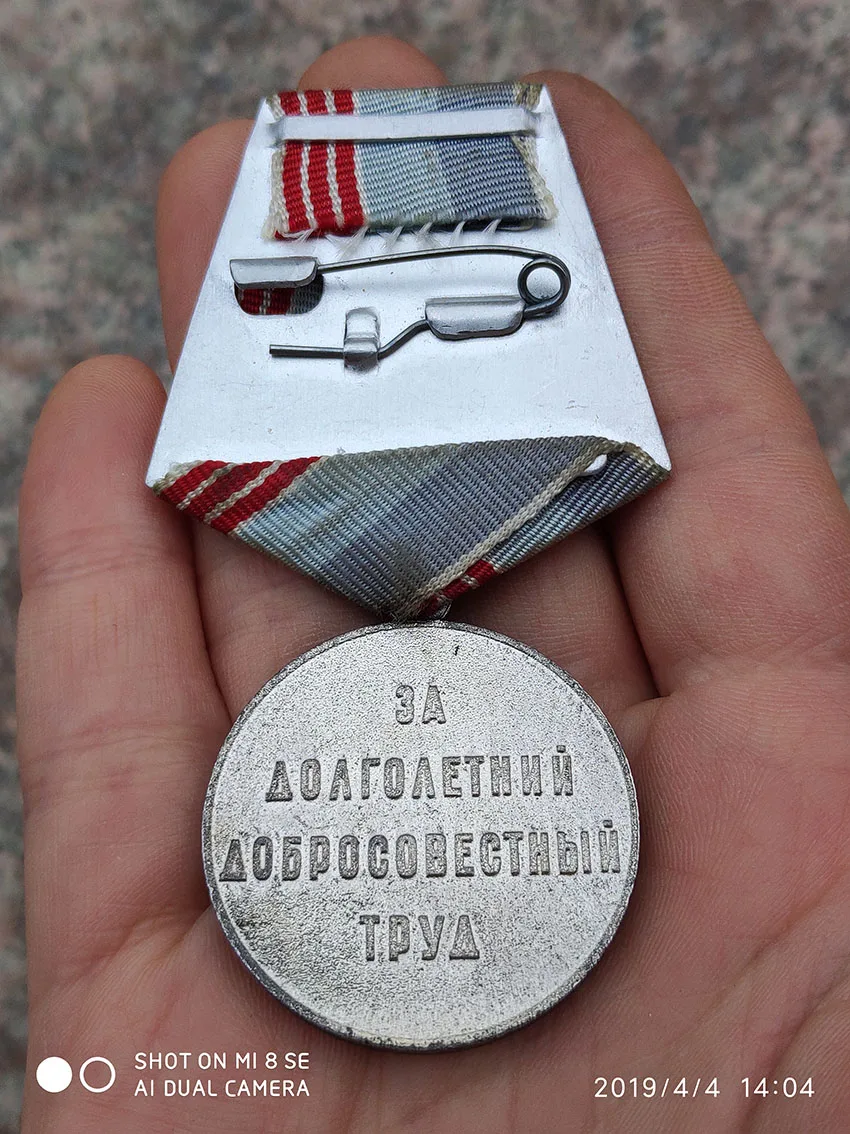 ЗА
ДОЛГОЛЕТНИЙ
ДОБРОСОВЕСТНЫЙ
ТРУД
SHOT ON MI 8 SE
AI DUAL CAMERA
2019/4/4 14:04